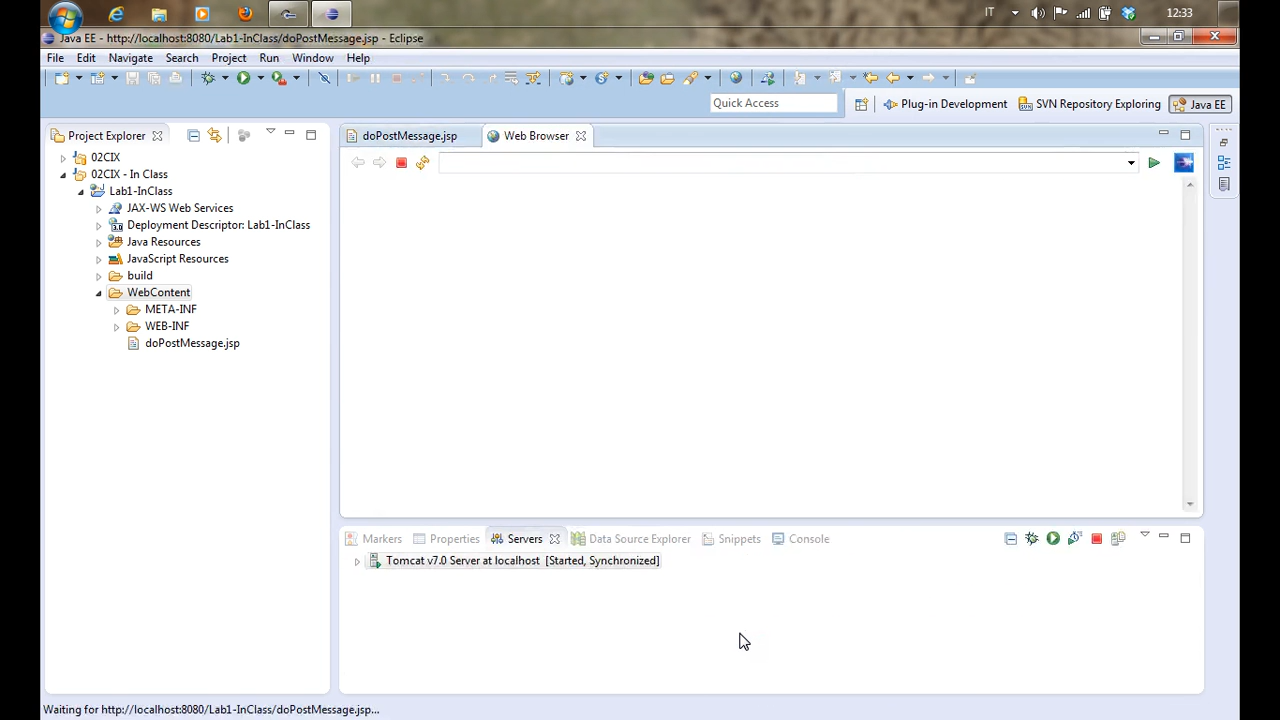 IT
12:33
Java EE - http://localhost:8080/Lab1-InClass/doPostMessage.jsp - Eclipse
File Edit Navigate Search Project Run Window Help
Quick Access
Plug-in Development
SVN Repository Exploring
Java EE
Project Explorer
02CIX
02CIX - In Class
Lab1-InClass
JAX-WS Web Services
3.0 Deployment Descriptor: Lab1-InClass
Java Resources
JavaScript Resources
build
WebContent
META-INF
WEB-INF
doPostMessage.jsp
doPostMessage.jsp
Web Browser
Markers
Properties
Servers
Data Source Explorer
Snippets
Console
Tomcat v7.0 Server at localhost [Started, Synchronized]
Waiting for http://localhost:8080/Lab1-InClass/doPostMessage.jsp...